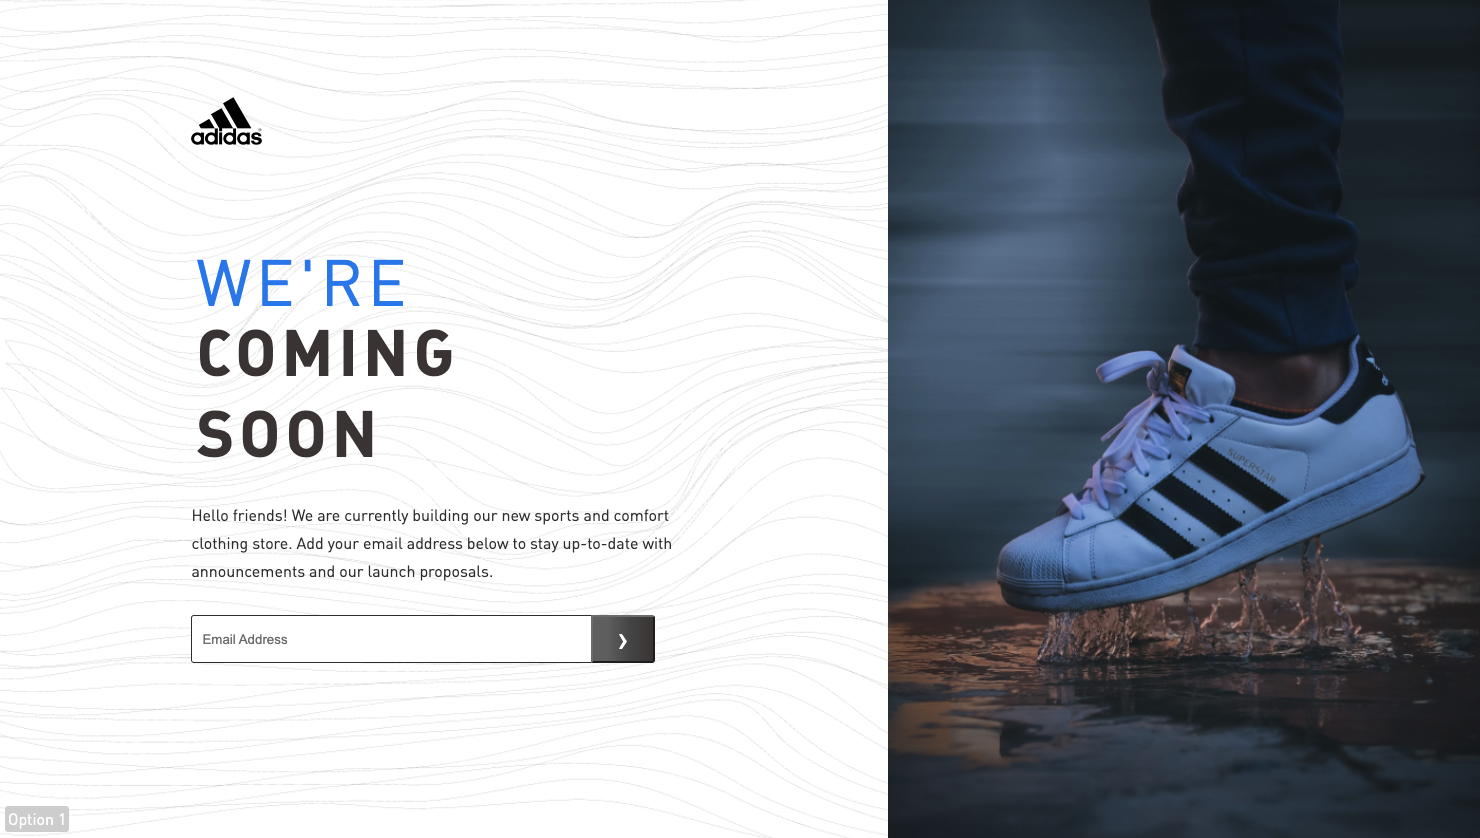 adidas
WE'RE
COMING
SOON
Hello friends! We are currently building our new sports and comfort
clothing store. Add your email address below to stay up-to-date with
announcements and our launch proposals.
Email Address
❯
SUPERSTAR
Option 1